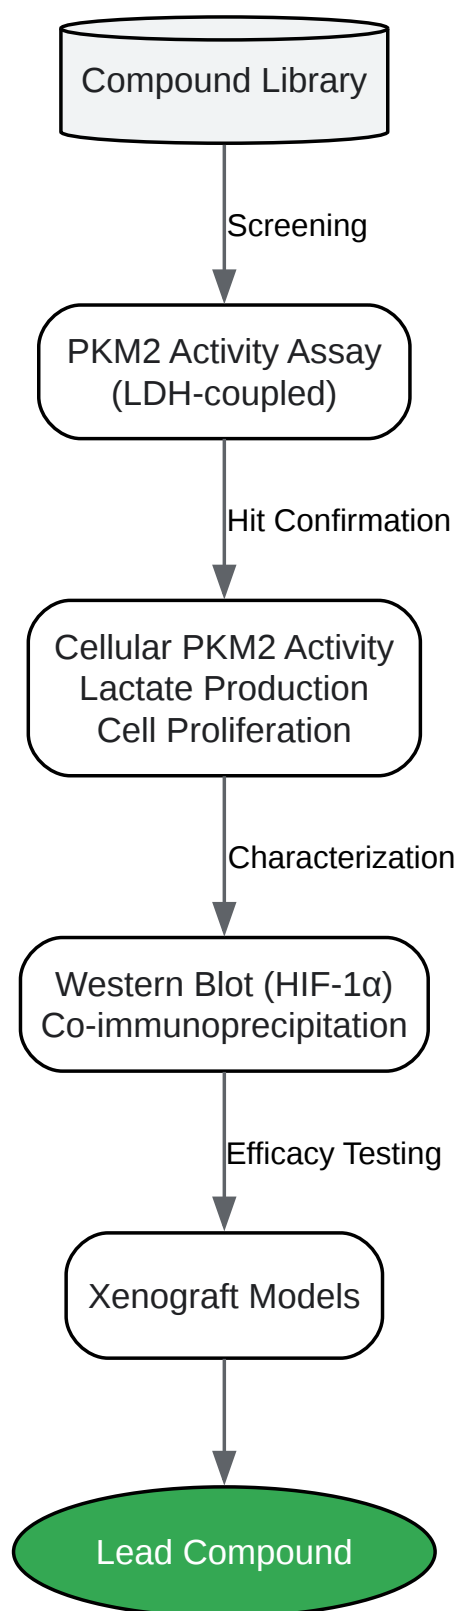 Compound Library
Screening
PKM2 Activity Assay
(LDH-coupled)
Hit Confirmation
Cellular PKM2 Activity
Lactate Production
Cell Proliferation
Characterization
Western Blot (HIF-1α)
Co-immunoprecipitation
Efficacy Testing
Xenograft Models
Lead Compound